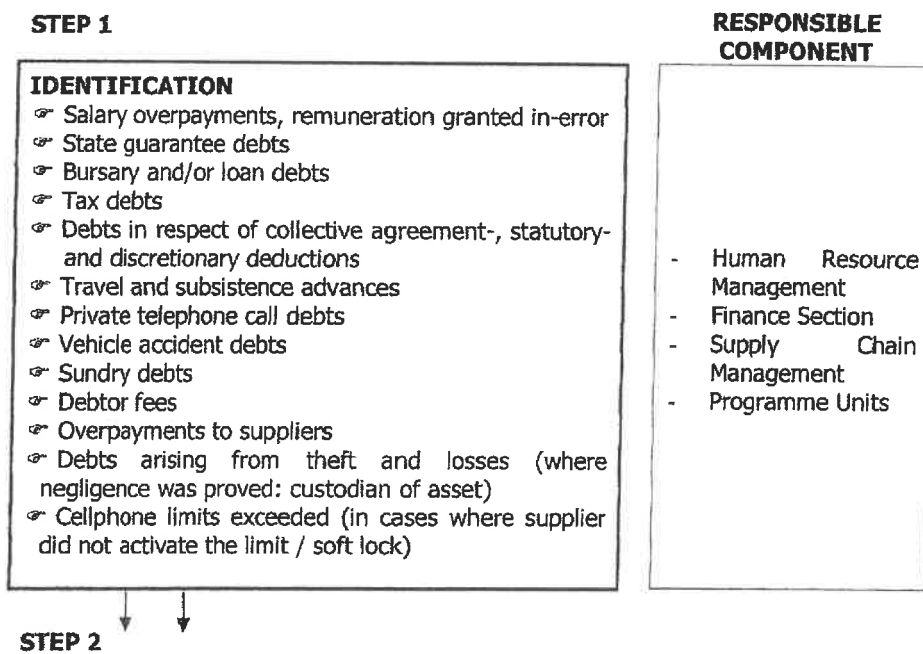 STEP 1
RESPONSIBLE
COMPONENT
IDENTIFICATION
☞ Salary overpayments, remuneration granted in-error
☞ State guarantee debts
☞ Bursary and/or loan debts
☞ Tax debts
☞ Debts in respect of collective agreement-, statutory-
and discretionary deductions
☞ Travel and subsistence advances
☞ Private telephone call debts
☞ Vehicle accident debts
☞ Sundry debts
☞ Debtor fees
☞ Overpayments to suppliers
☞ Debts arising from theft and losses (where
negligence was proved: custodian of asset)
☞ Cellphone limits exceeded (in cases where supplier
did not activate the limit / soft lock)
- Human Resource
Management
- Finance Section
- Supply Chain
Management
- Programme Units
STEP 2